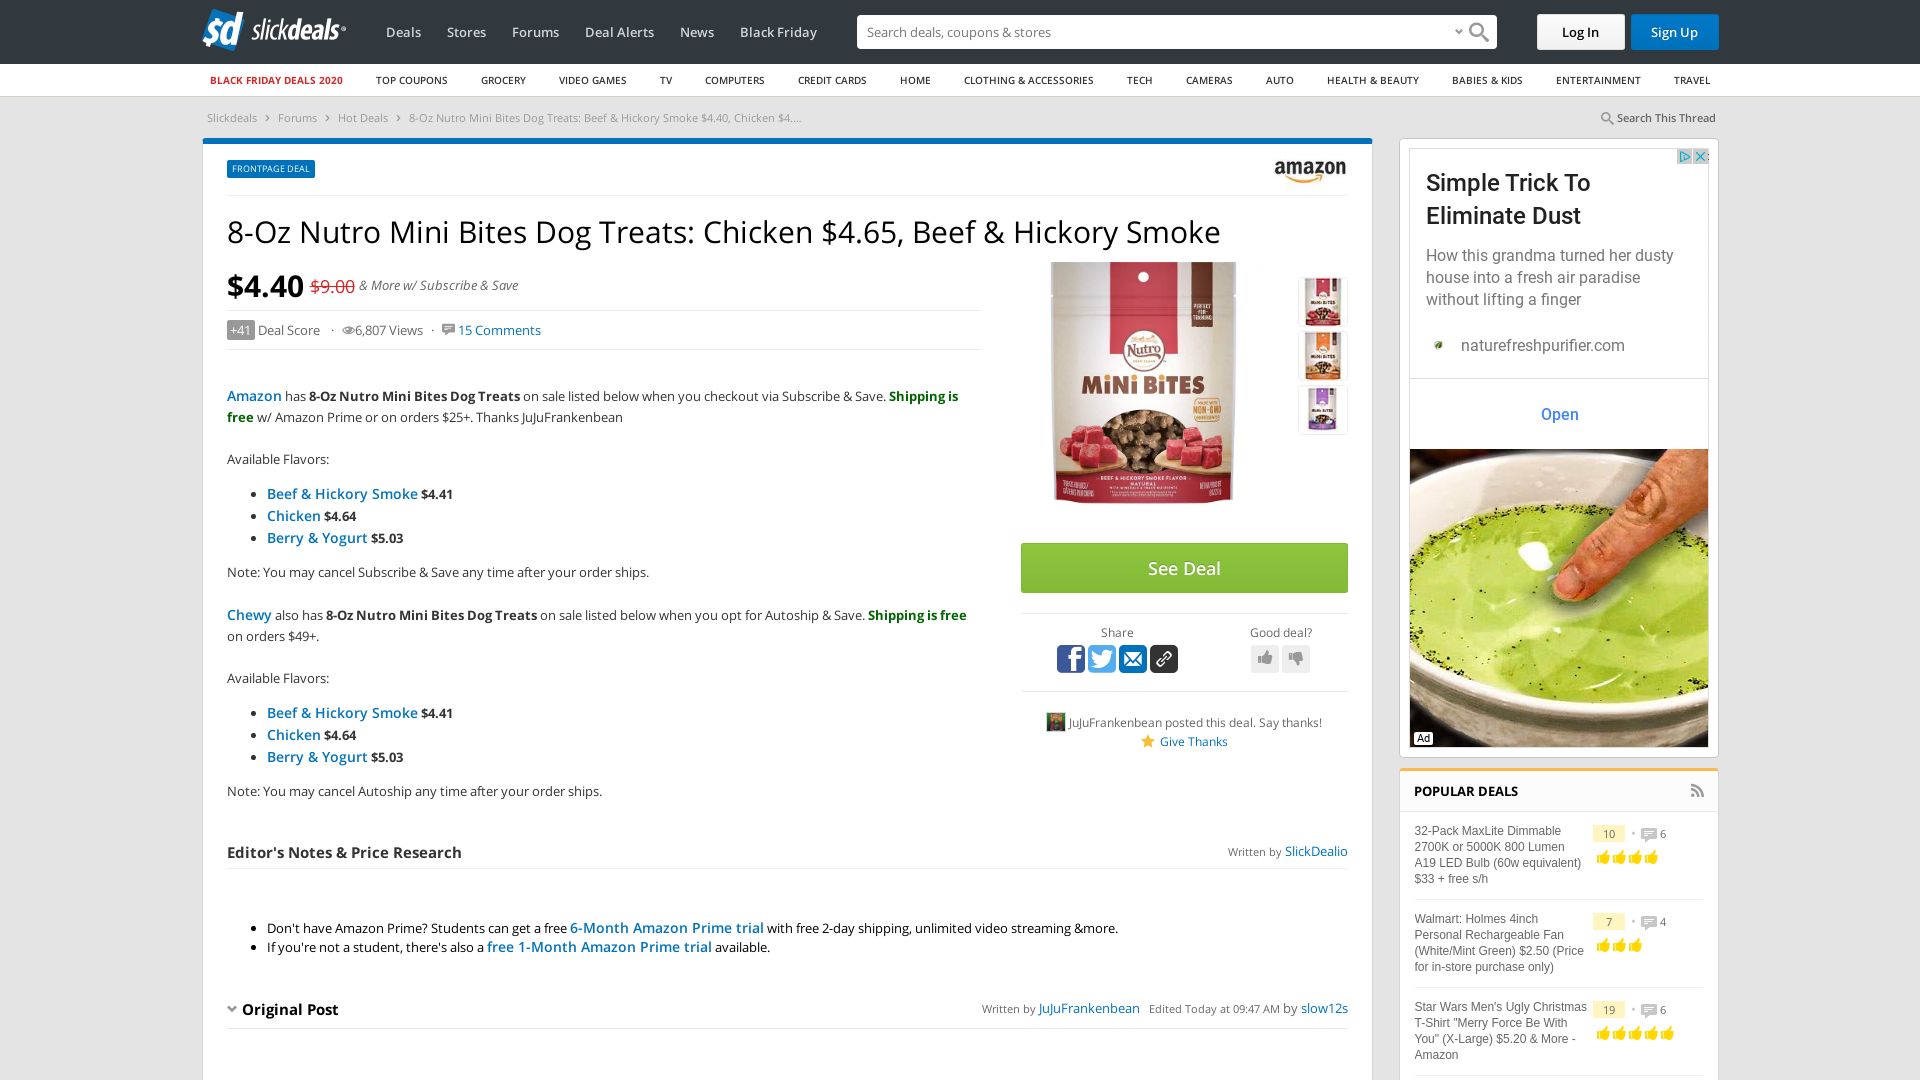 slickdeals
Deals
Stores
Forums
Deal Alerts
News
Black Friday
Search deals, coupons & stores
Log In
Sign Up
BLACK FRIDAY DEALS 2020
TOP COUPONS
GROCERY
VIDEO GAMES
TV
COMPUTERS
CREDIT CARDS
HOME
CLOTHING & ACCESSORIES
TECH
CAMERAS
AUTO
HEALTH & BEAUTY
BABIES & KIDS
ENTERTAINMENT
TRAVEL
Slickdeals > Forums > Hot Deals > 8-Oz Nutro Mini Bites Dog Treats: Beef & Hickory Smoke $4.40, Chicken $4....
Search This Thread
FRONTPAGE DEAL
amazon
8-Oz Nutro Mini Bites Dog Treats: Chicken $4.65, Beef & Hickory Smoke
$4.40 $9.00 & More w/ Subscribe & Save
+41 Deal Score · 6,807 Views · 15 Comments
Amazon has 8-Oz Nutro Mini Bites Dog Treats on sale listed below when you checkout via Subscribe & Save. Shipping is
free w/ Amazon Prime or on orders $25+. Thanks JuJuFrankenbean
Available Flavors:
• Beef & Hickory Smoke $4.41
• Chicken $4.64
• Berry & Yogurt $5.03
Note: You may cancel Subscribe & Save any time after your order ships.
Chewy also has 8-Oz Nutro Mini Bites Dog Treats on sale listed below when you opt for Autoship & Save. Shipping is free
on orders $49+.
Available Flavors:
• Beef & Hickory Smoke $4.41
• Chicken $4.64
• Berry & Yogurt $5.03
Note: You may cancel Autoship any time after your order ships.
PERFECT
FOR
TRAINING
Nutro
MINI BITES
MADE WITH
NON-GMO
BEEF & HICKORY SMOKE FLAVOR
NATURAL
See Deal
Share
Good deal?
JuJuFrankenbean posted this deal. Say thanks!
Give Thanks
Editor's Notes & Price Research
Written by SlickDealio
• Don't have Amazon Prime? Students can get a free 6-Month Amazon Prime trial with free 2-day shipping, unlimited video streaming &more.
• If you're not a student, there's also a free 1-Month Amazon Prime trial available.
Original Post
Written by JuJuFrankenbean Edited Today at 09:47 AM by slow12s
Simple Trick To
Eliminate Dust
How this grandma turned her dusty
house into a fresh air paradise
without lifting a finger
naturefreshpurifier.com
Open
Ad
POPULAR DEALS
32-Pack MaxLite Dimmable
2700K or 5000K 800 Lumen
A19 LED Bulb (60w equivalent)
$33 + free s/h
10 • 6
Walmart: Holmes 4inch
Personal Rechargeable Fan
(White/Mint Green) $2.50 (Price
for in-store purchase only)
7 • 4
Star Wars Men's Ugly Christmas
T-Shirt "Merry Force Be With
You" (X-Large) $5.20 & More -
Amazon
19 • 6